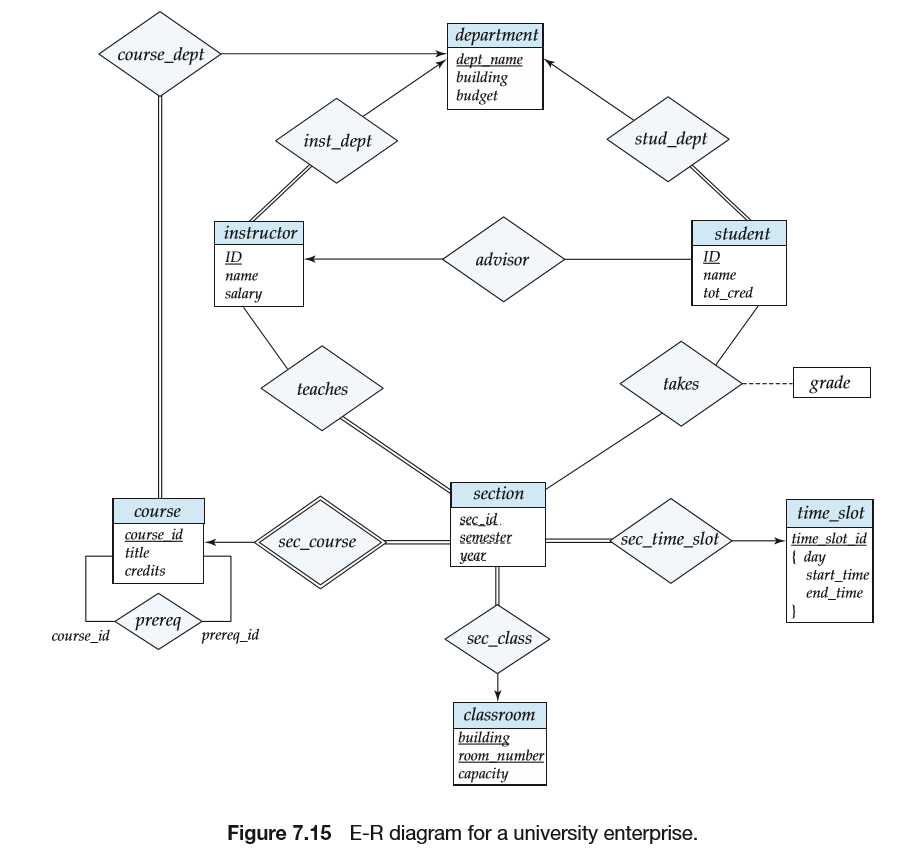 course_dept
department
dept_name
building
budget
inst_dept
stud_dept
instructor
ID
name
salary
advisor
student
ID
name
tot_cred
teaches
takes
grade
course
course_id
title
credits
sec_course
section
sec_id
semester
year
sec_time_slot
time_slot
time_slot_id
{ day
start_time
end_time
}
prereq
course_id
prereq_id
sec_class
classroom
building
room_number
capacity
Figure 7.15 E-R diagram for a university enterprise.